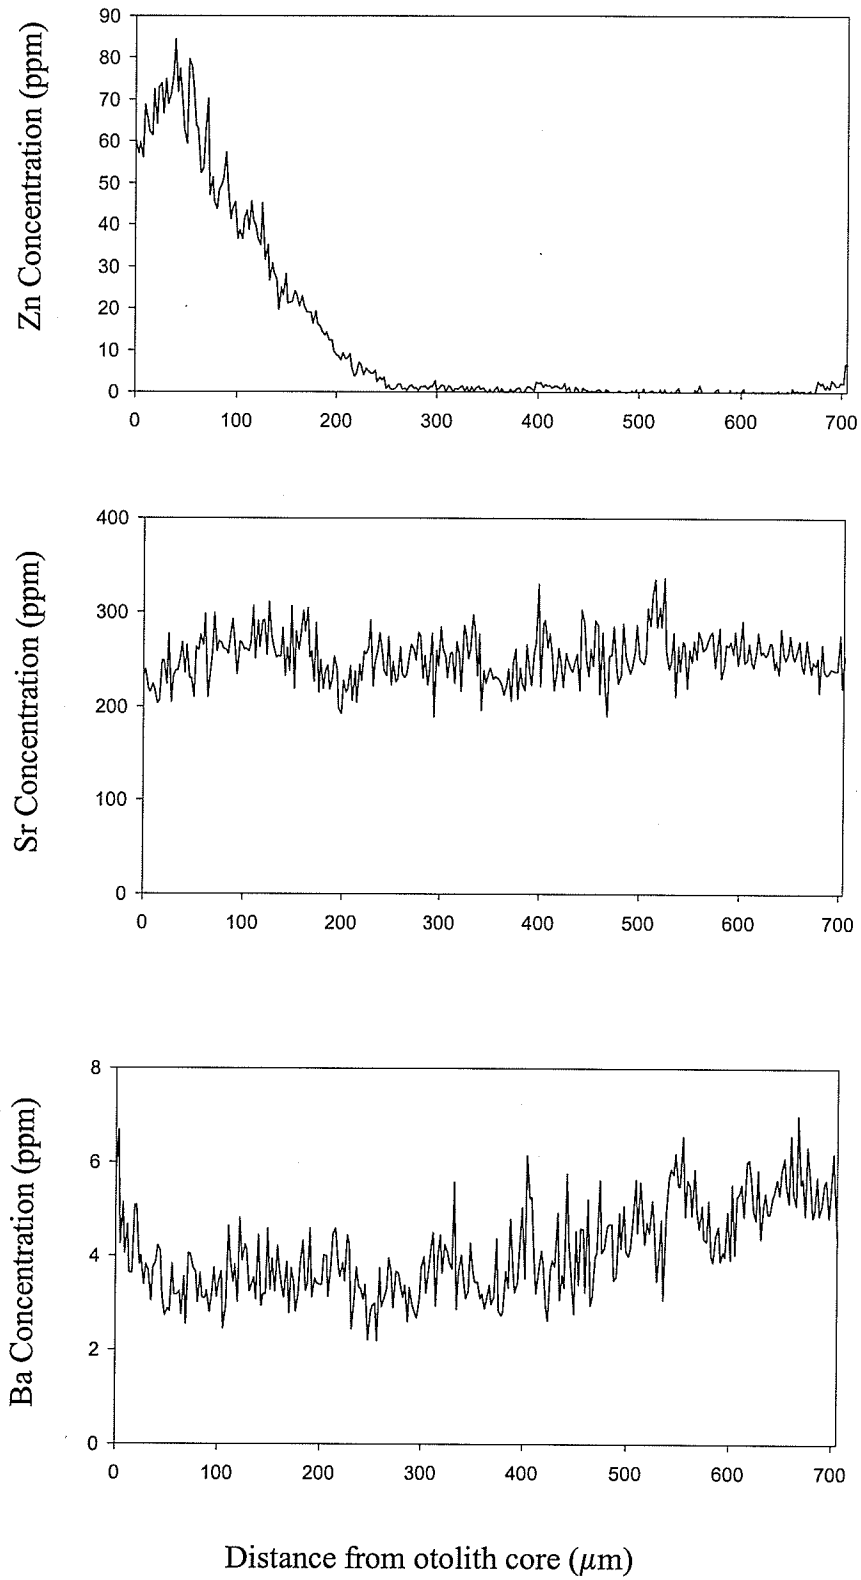 Zn Concentration (ppm)
90
80
70
60
50
40
30
20
10
0
0 100 200 300 400 500 600 700
Sr Concentration (ppm)
400
300
200
100
0
0 100 200 300 400 500 600 700
Ba Concentration (ppm)
8
6
4
2
0
0 100 200 300 400 500 600 700
Distance from otolith core (μm)